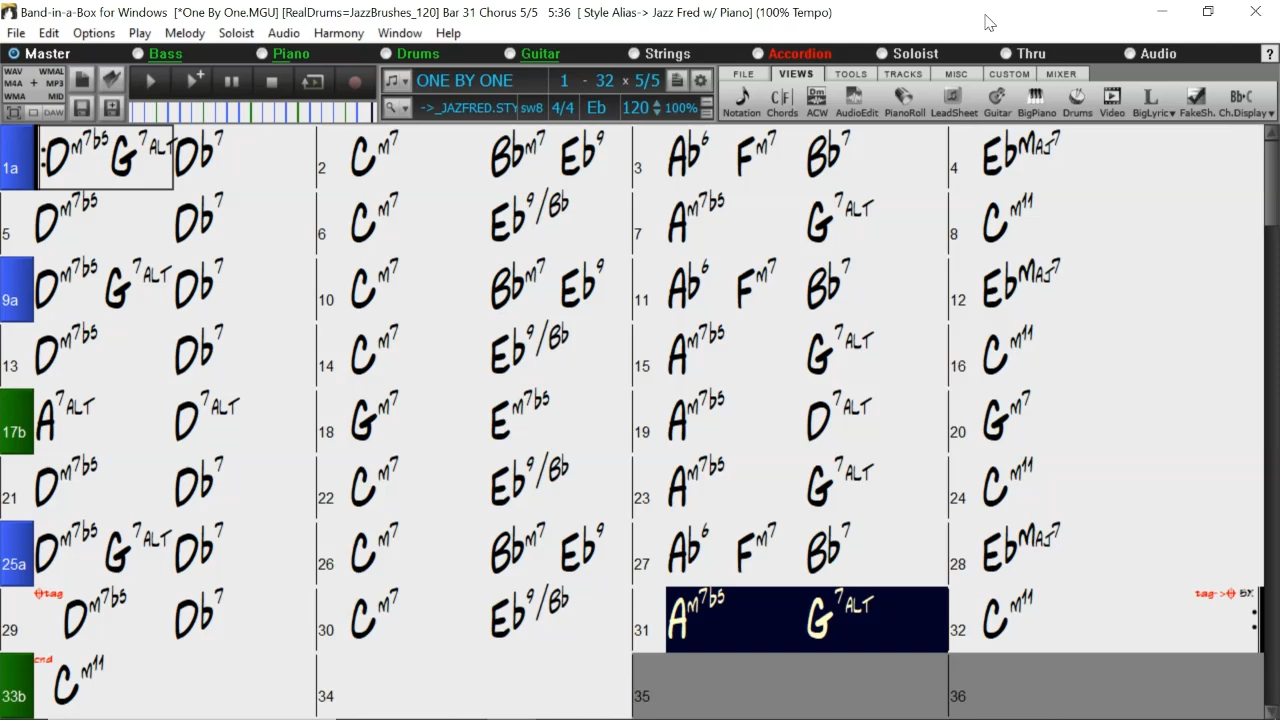 Band-in-a-Box for Windows [*One By One.MGU] [RealDrums=JazzBrushes_120] Bar 31 Chorus 5/5 5:36 [ Style Alias-> Jazz Fred w/ Piano] (100% Tempo)
File Edit Options Play Melody Soloist Audio Harmony Window Help
Master Bass Piano Drums Guitar Strings Accordion Soloist Thru Audio ?
WAV WMAL
M4A + MP3
WMA MID
DAW
ONE BY ONE 1 - 32 x 5/5
->_JAZFRED.STY sw8 4/4 Eb 120 100%
FILE VIEWS TOOLS TRACKS MISC CUSTOM MIXER
Notation Chords ACW AudioEdit PianoRoll LeadSheet Guitar BigPiano Drums Video BigLyric FakeSh. Ch.Display
1a Dm7b5 G7ALT Db7 2 Cm7 Bbm7 Eb9 3 Ab6 Fm7 Bb7 4 EbMAJ7
5 Dm7b5 Db7 6 Cm7 Eb9/Bb 7 Am7b5 G7ALT 8 Cm11
9a Dm7b5 G7ALT Db7 10 Cm7 Bbm7 Eb9 11 Ab6 Fm7 Bb7 12 EbMAJ7
13 Dm7b5 Db7 14 Cm7 Eb9/Bb 15 Am7b5 G7ALT 16 Cm11
17b A7ALT D7ALT 18 Gm7 Em7b5 19 Am7b5 D7ALT 20 Gm7
21 Dm7b5 Db7 22 Cm7 Eb9/Bb 23 Am7b5 G7ALT 24 Cm11
25a Dm7b5 G7ALT Db7 26 Cm7 Bbm7 Eb9 27 Ab6 Fm7 Bb7 28 EbMAJ7
tag tag-> 5x
29 Dm7b5 Db7 30 Cm7 Eb9/Bb 31 Am7b5 G7ALT 32 Cm11
end
33b Cm11 34 35 36